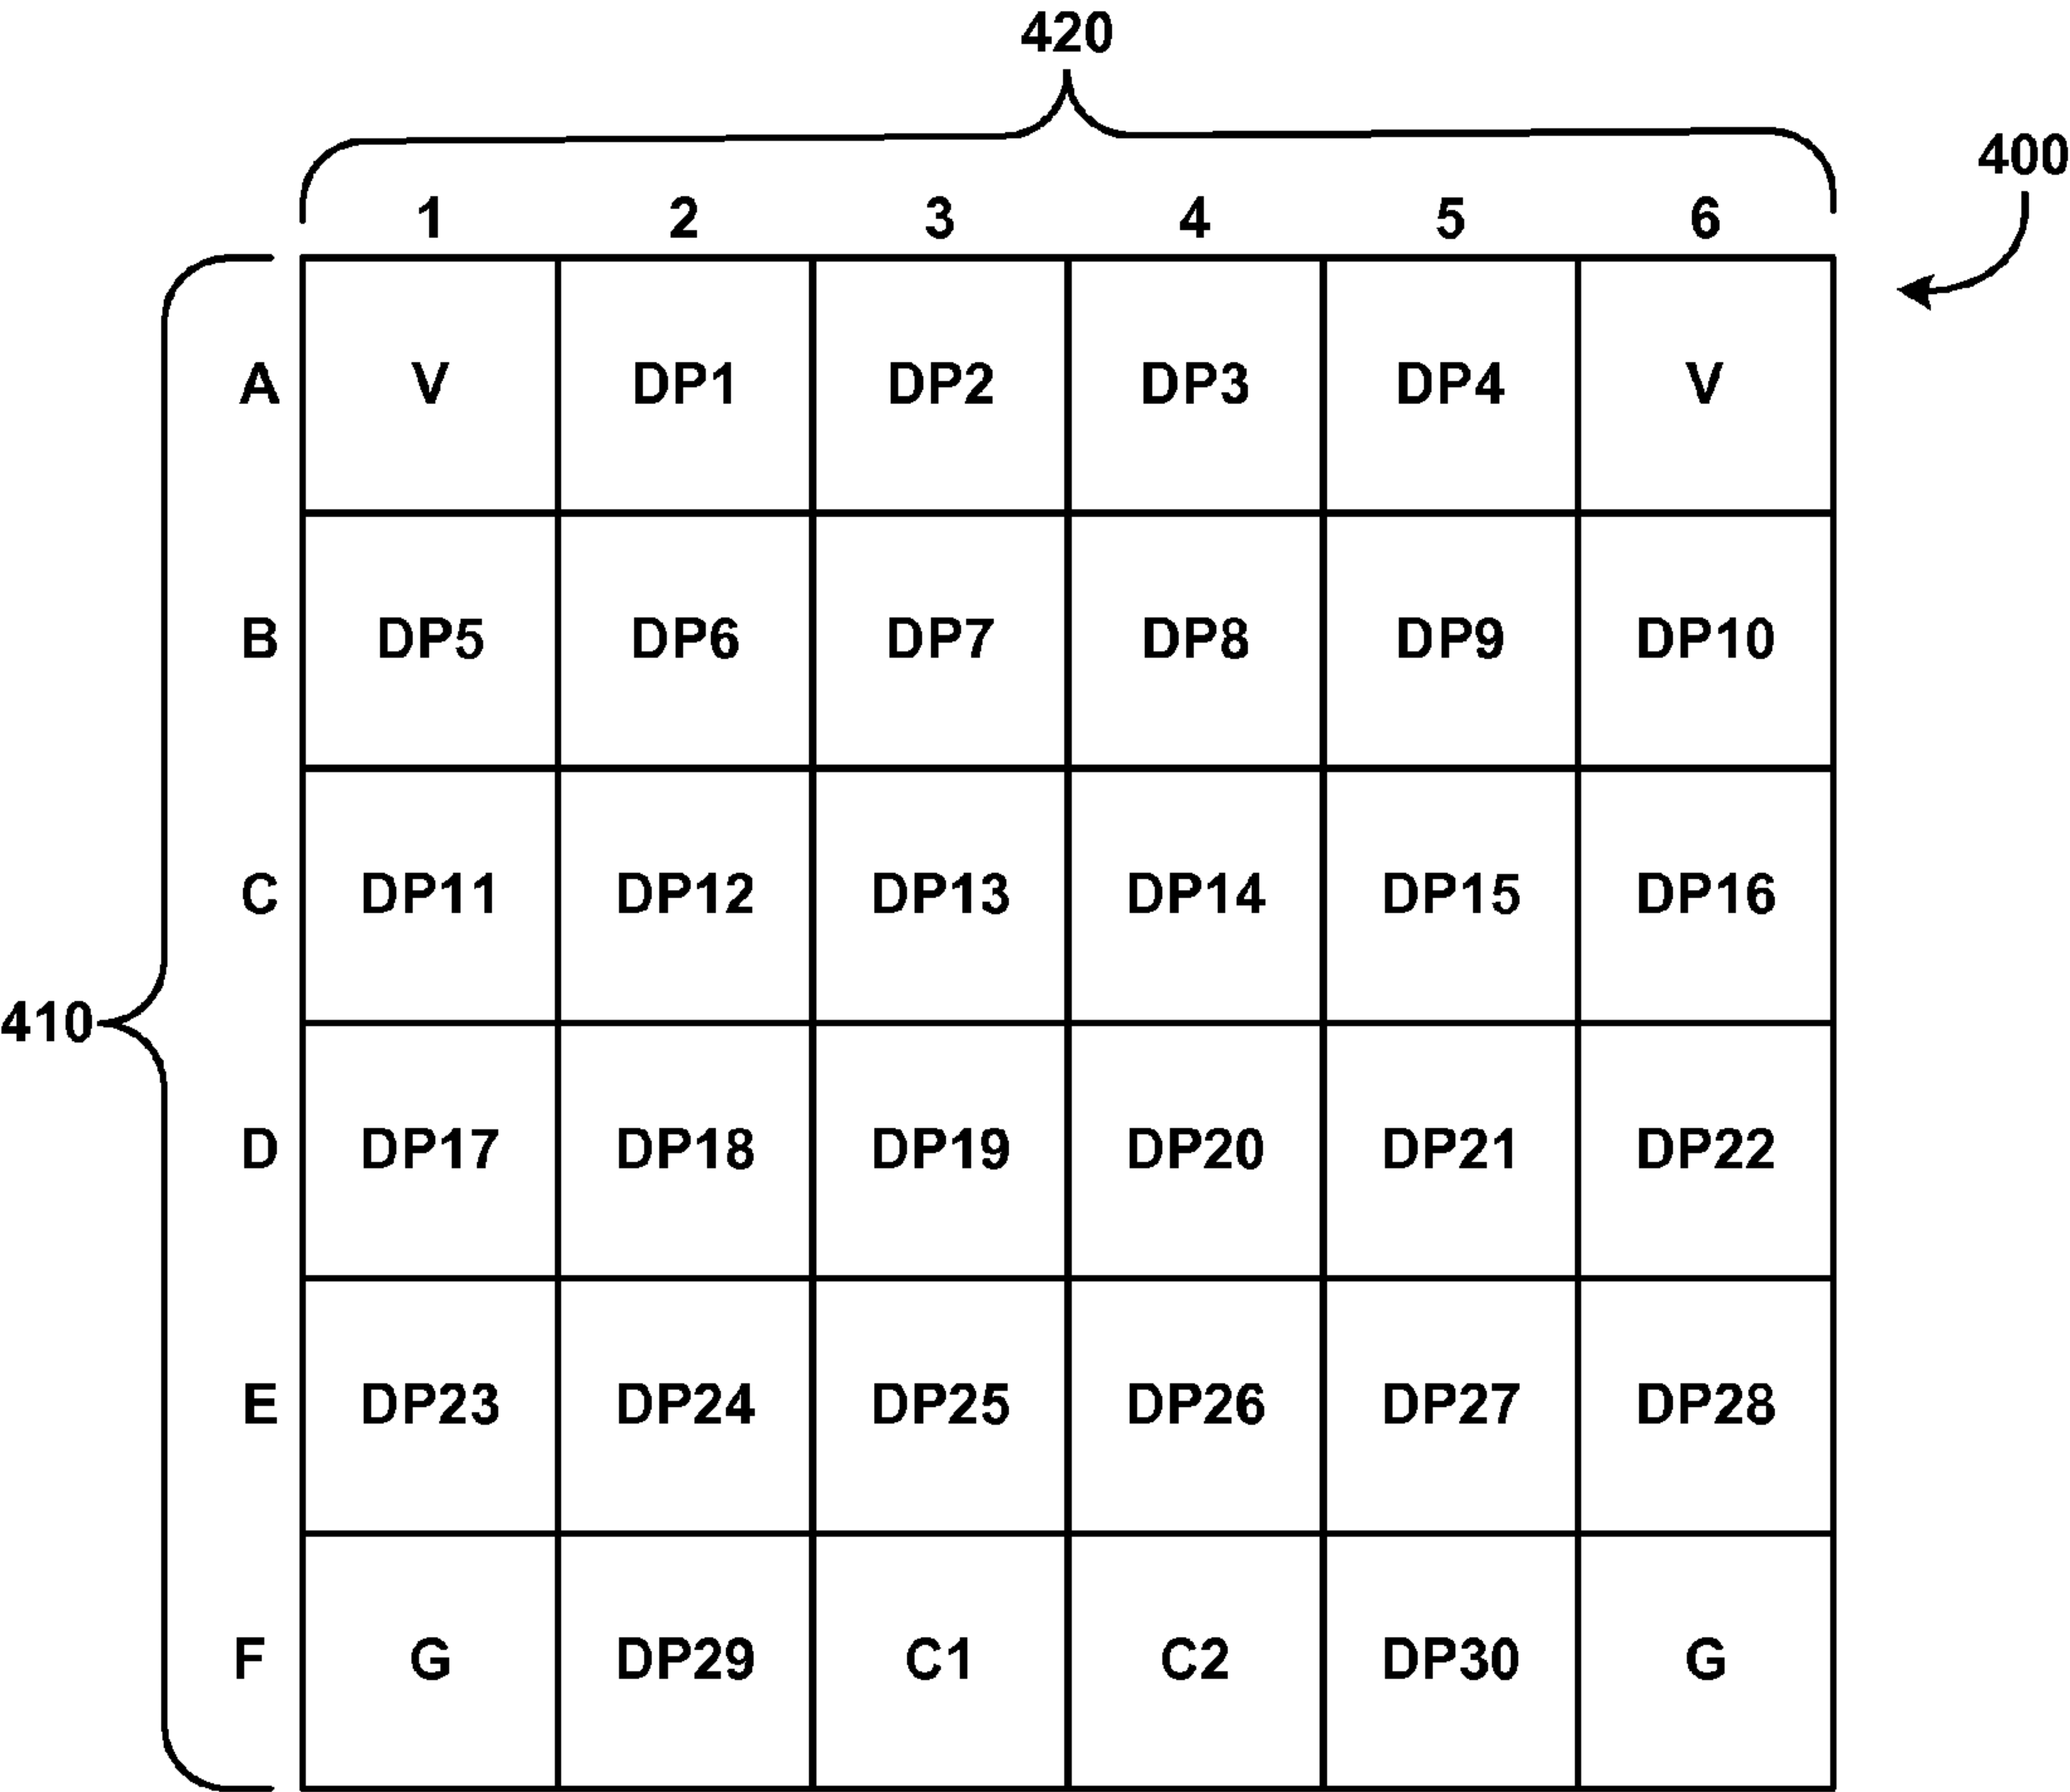 420
400
1 2 3 4 5 6
A V DP1 DP2 DP3 DP4 V
B DP5 DP6 DP7 DP8 DP9 DP10
C DP11 DP12 DP13 DP14 DP15 DP16
410
D DP17 DP18 DP19 DP20 DP21 DP22
E DP23 DP24 DP25 DP26 DP27 DP28
F G DP29 C1 C2 DP30 G